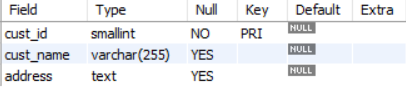 Field Type Null Key Default Extra
cust_id smallint NO PRI NULL
cust_name varchar(255) YES NULL
address text YES NULL